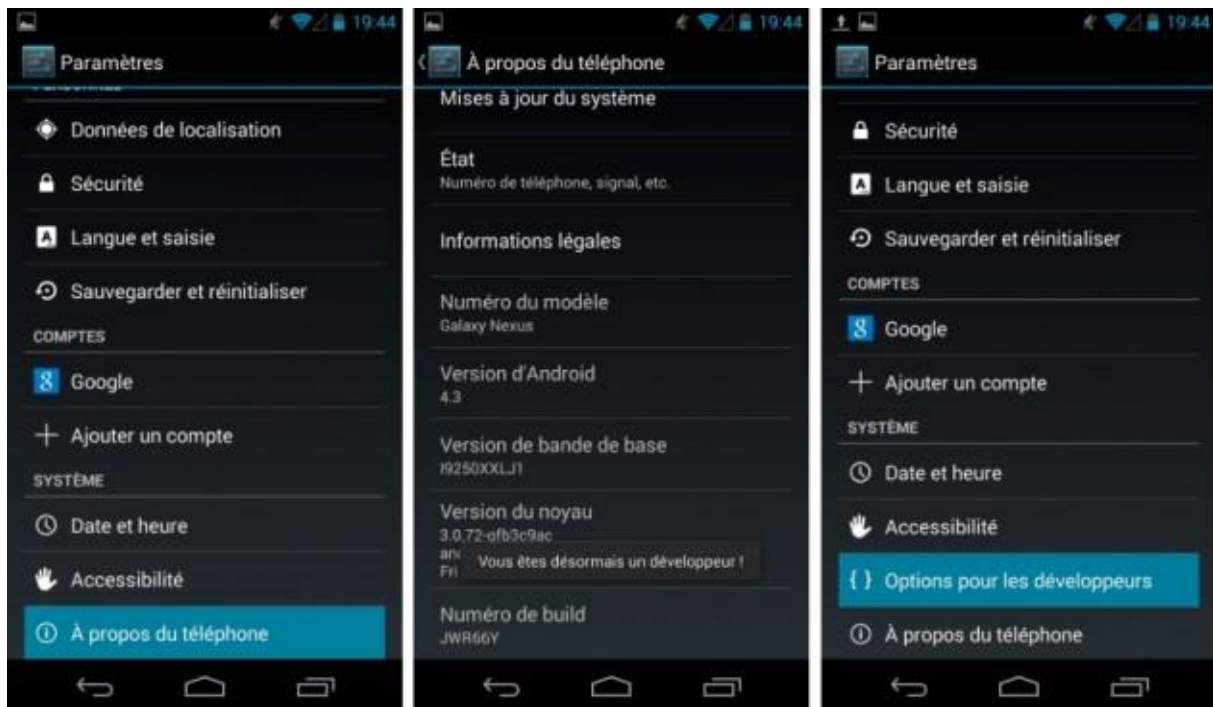 19:44
Paramètres
Données de localisation
Sécurité
Langue et saisie
Sauvegarder et réinitialiser
COMPTES
Google
Ajouter un compte
SYSTÈME
Date et heure
Accessibilité
À propos du téléphone
19:44
À propos du téléphone
Mises à jour du système
État
Numéro de téléphone, signal, etc.
Informations légales
Numéro du modèle
Galaxy Nexus
Version d'Android
4.3
Version de bande de base
I9250XXLJ1
Version du noyau
3.0.72-gfb3c9ac
Vous êtes désormais un développeur !
Fri
Numéro de build
JWR66Y
19:44
Paramètres
Sécurité
Langue et saisie
Sauvegarder et réinitialiser
COMPTES
Google
Ajouter un compte
SYSTÈME
Date et heure
Accessibilité
{ } Options pour les développeurs
À propos du téléphone